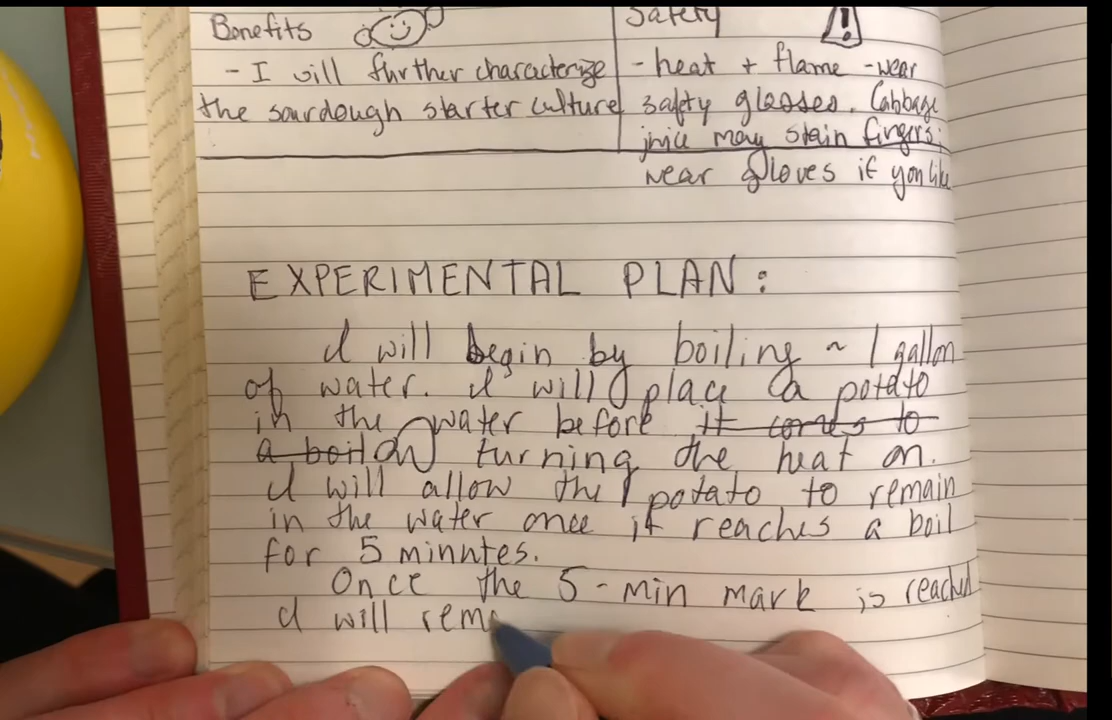 Benefits
- I will further characterize
the sourdough starter culture
Safety
!
- heat + flame - wear
safety glasses. Cabbage
juice may stain fingers;
wear gloves if you like
EXPERIMENTAL PLAN:
I will begin by boiling ~ 1 gallon
of water. I will place a potato
in the water before it comes to
a boil turning the heat on.
I will allow the potato to remain
in the water once it reaches a boil
for 5 minutes.
Once the 5-min mark is reached
I will remo